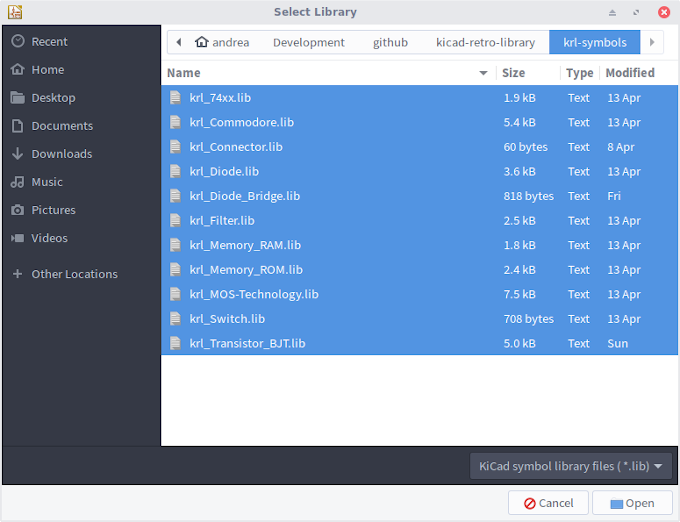 Select Library
Recent
Home
Desktop
Documents
Downloads
Music
Pictures
Videos
Other Locations
andrea Development github kicad-retro-library krl-symbols
Name Size Type Modified
krl_74xx.lib 1.9 kB Text 13 Apr
krl_Commodore.lib 5.4 kB Text 13 Apr
krl_Connector.lib 60 bytes Text 8 Apr
krl_Diode.lib 3.6 kB Text 13 Apr
krl_Diode_Bridge.lib 818 bytes Text Fri
krl_Filter.lib 2.5 kB Text 13 Apr
krl_Memory_RAM.lib 1.8 kB Text 13 Apr
krl_Memory_ROM.lib 2.4 kB Text 13 Apr
krl_MOS-Technology.lib 7.5 kB Text 13 Apr
krl_Switch.lib 708 bytes Text 13 Apr
krl_Transistor_BJT.lib 5.0 kB Text Sun
KiCad symbol library files ( *.lib)
Cancel Open